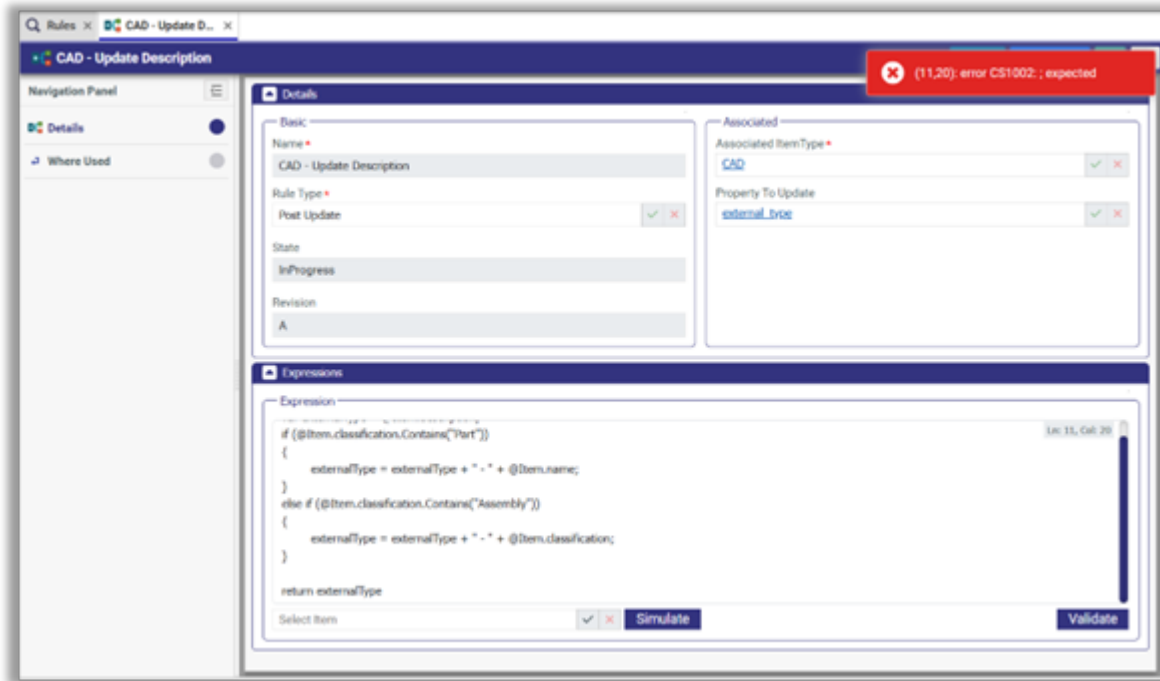 Rules ×
CAD - Update D... ×
CAD - Update Description
(11,20): error CS1002: ; expected
Navigation Panel
Details
Where Used
Details
Basic
Name •
CAD - Update Description
Rule Type •
Post Update
State
InProgress
Revision
A
Associated
Associated ItemType •
CAD
Property To Update
external_type
Expressions
Expression
Ln: 11, Col: 20
if (@Item.classification.Contains("Part"))
{
externalType = externalType + " - " + @Item.name;
}
else if (@Item.classification.Contains("Assembly"))
{
externalType = externalType + " - " + @Item.classification;
}
return externalType
Select Item
Simulate
Validate